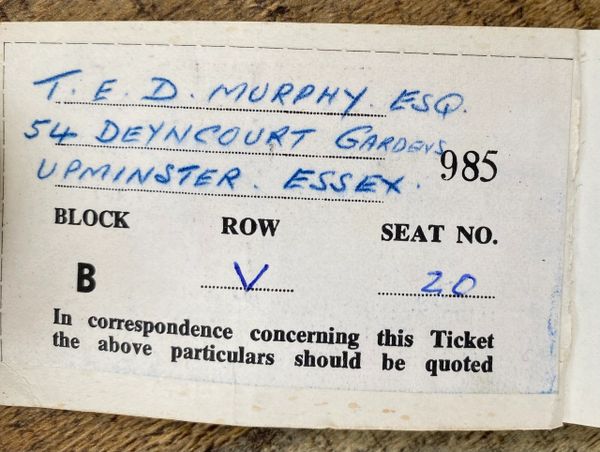 T. E. D. MURPHY. ESQ.
54 DEYNCOURT GARDENS
985
UPMINSTER. ESSEX.
BLOCK ROW SEAT NO.
B V 20
In correspondence concerning this Ticket
the above particulars should be quoted